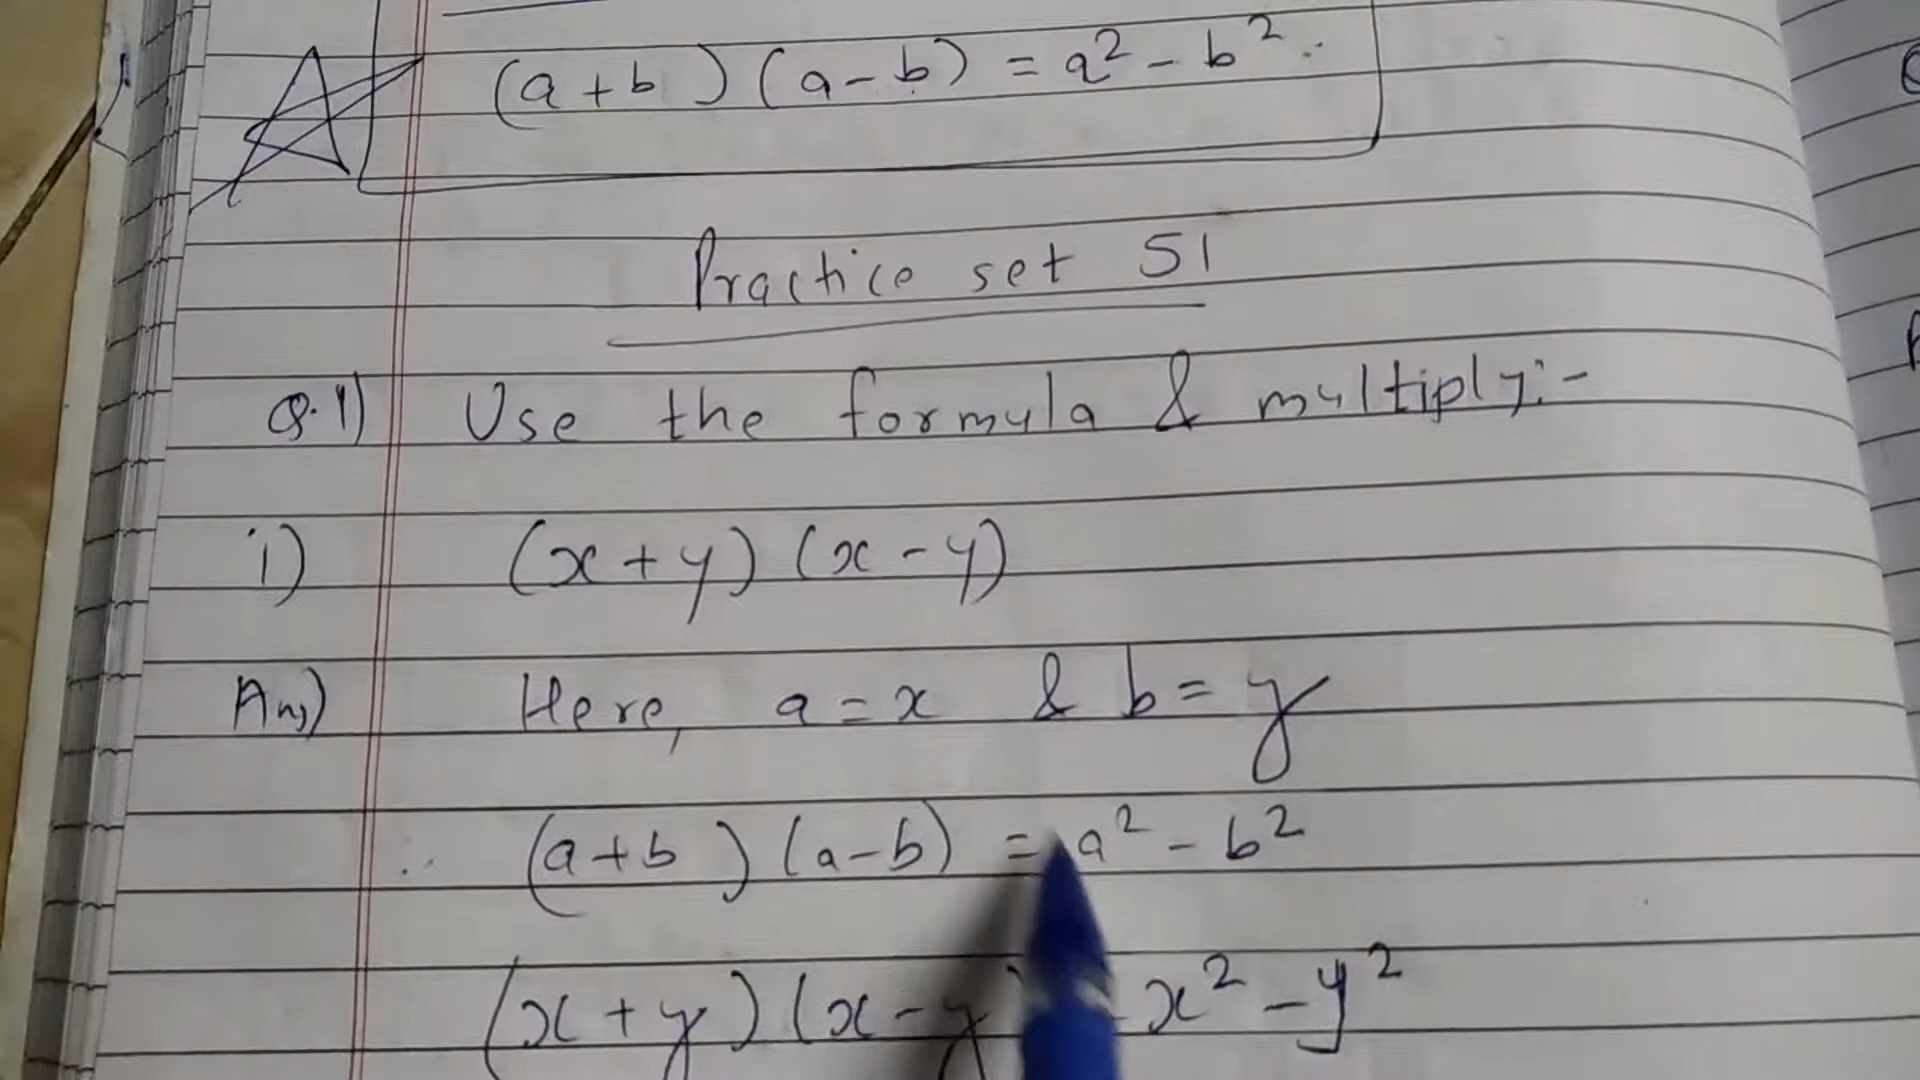 (a+b)(a-b) = a² - b².
Practice set 51
Q.1) Use the formula & multiply:-
i) (x+y)(x-y)
Ans) Here, a=x & b=y
∴ (a+b)(a-b) = a² - b²
(x+y)(x-y) x² - y²